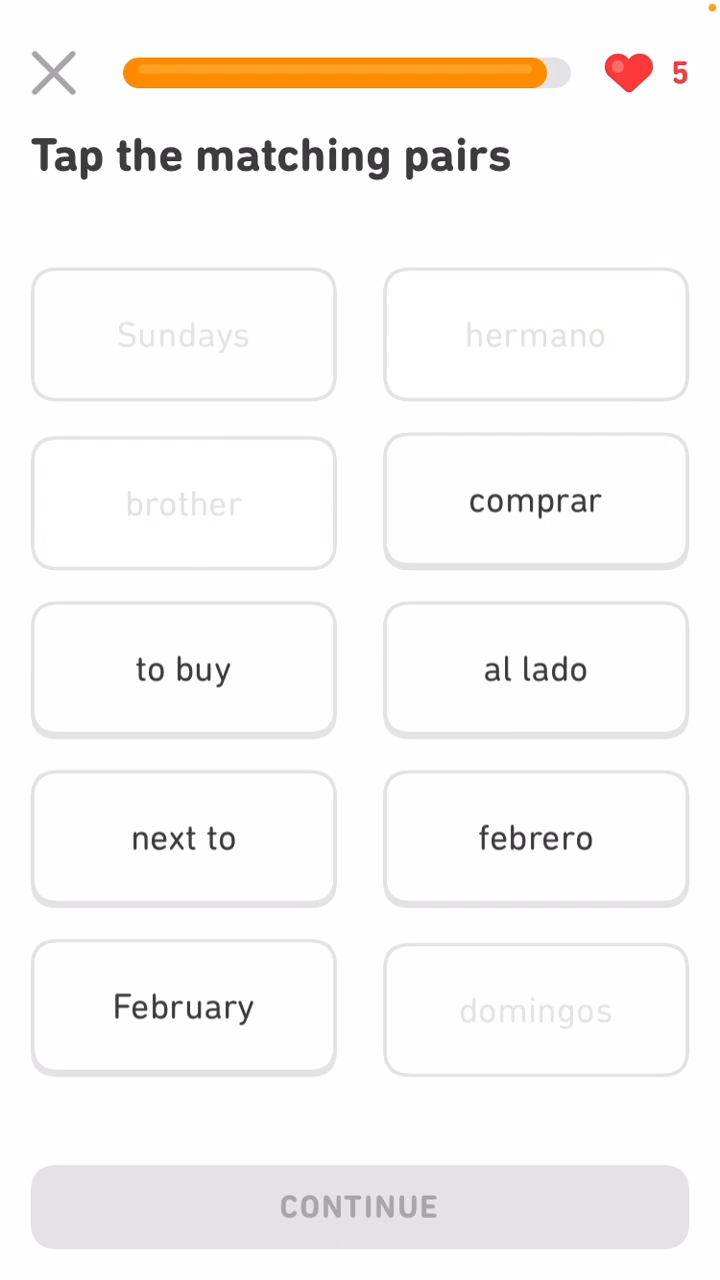 5
Tap the matching pairs
Sundays
hermano
brother
comprar
to buy
al lado
next to
febrero
February
domingos
CONTINUE